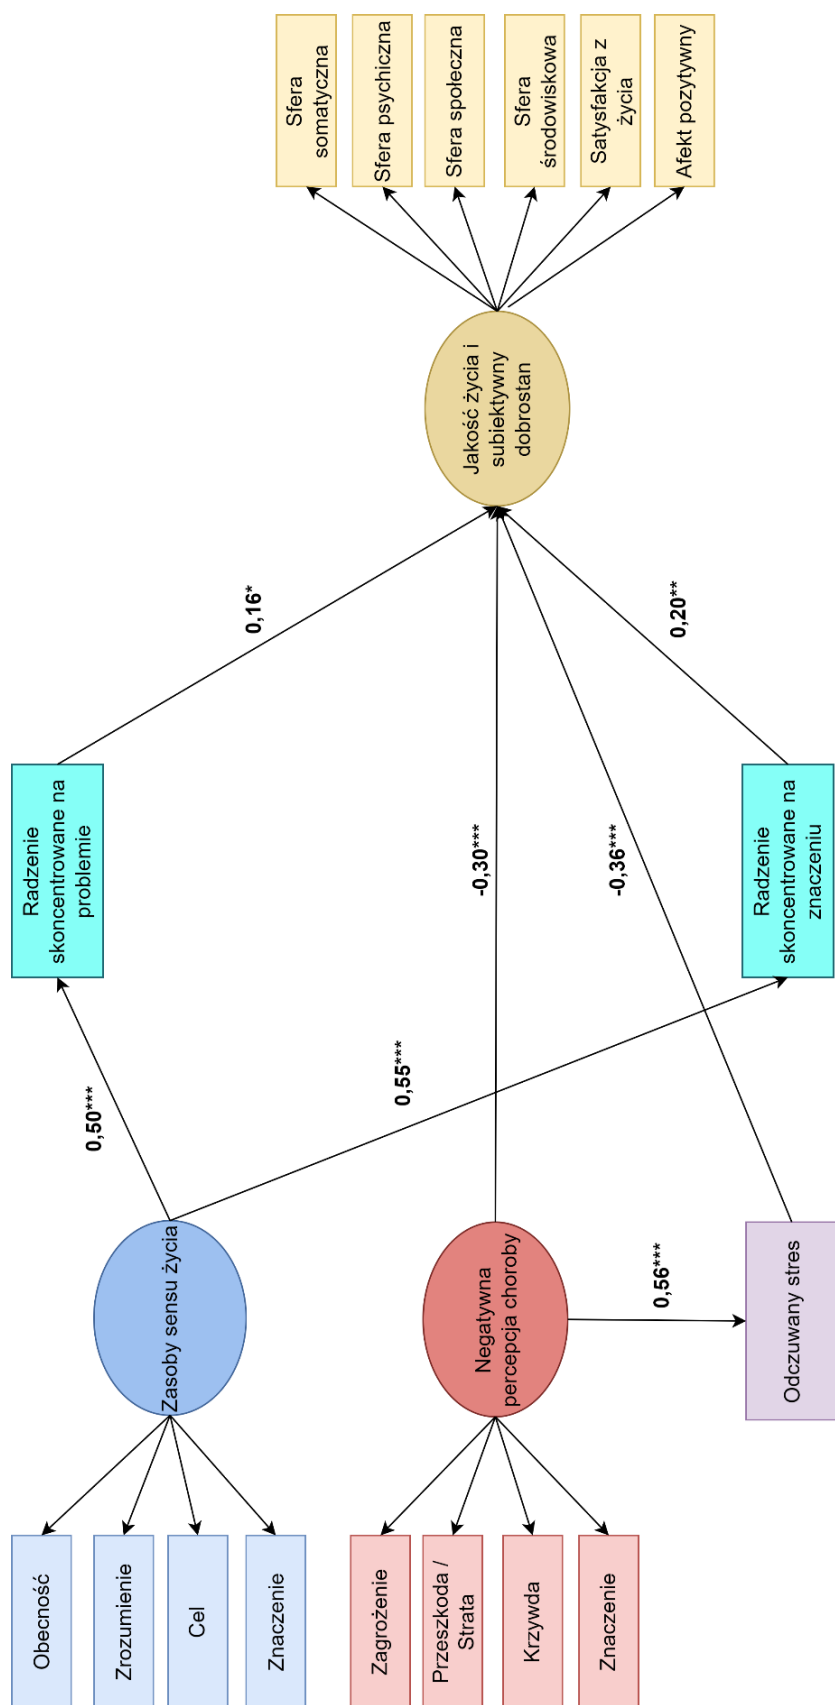 Obecność
Zrozumienie
Cel
Znaczenie
Zasoby sensu życia
0,50***
0,55***
Radzenie
skoncentrowane na
problemie
0,16*
Zagrożenie
Przeszkoda /
Strata
Krzywda
Znaczenie
Negatywna
percepcja choroby
-0,30***
0,56***
Odczuwany stres
-0,36***
Radzenie
skoncentrowane na
znaczeniu
0,20**
Jakość życia i
subiektywny
dobrostan
Sfera
somatyczna
Sfera psychiczna
Sfera społeczna
Sfera
środowiskowa
Satysfakcja z
życia
Afekt pozytywny